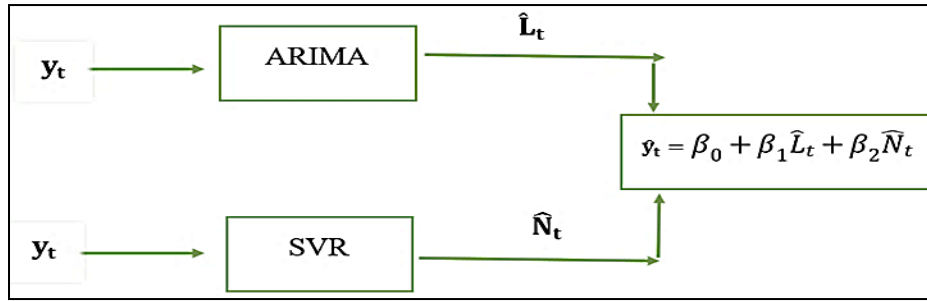 L̂ₜ
yₜ
ARIMA
ŷₜ = β₀ + β₁L̂ₜ + β₂N̂ₜ
N̂ₜ
yₜ
SVR